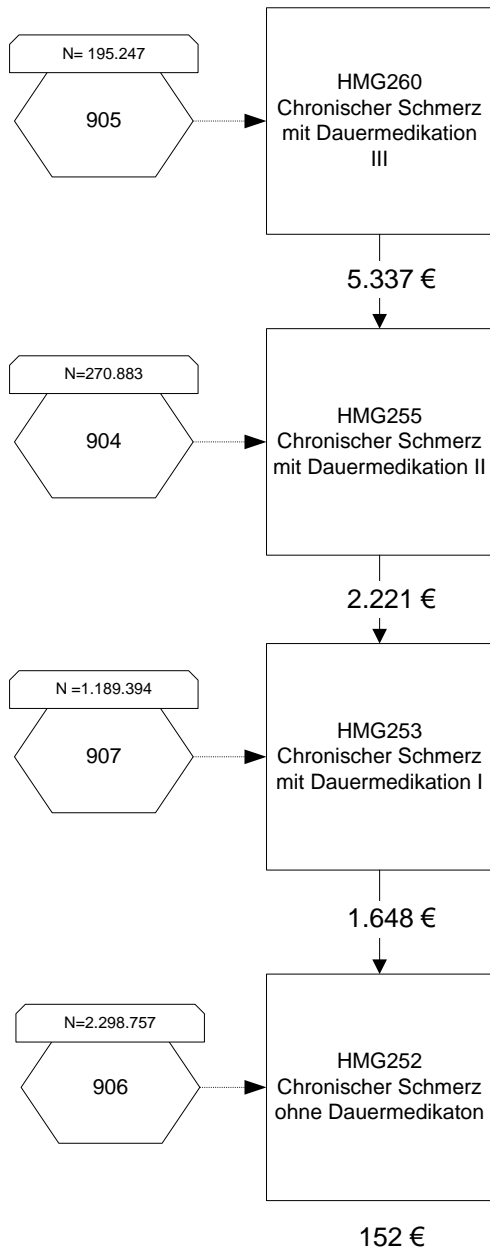 N= 195.247
905
HMG260
Chronischer Schmerz
mit Dauermedikation
III
5.337 €
N=270.883
904
HMG255
Chronischer Schmerz
mit Dauermedikation II
2.221 €
N =1.189.394
907
HMG253
Chronischer Schmerz
mit Dauermedikation I
1.648 €
N=2.298.757
906
HMG252
Chronischer Schmerz
ohne Dauermedikaton
152 €